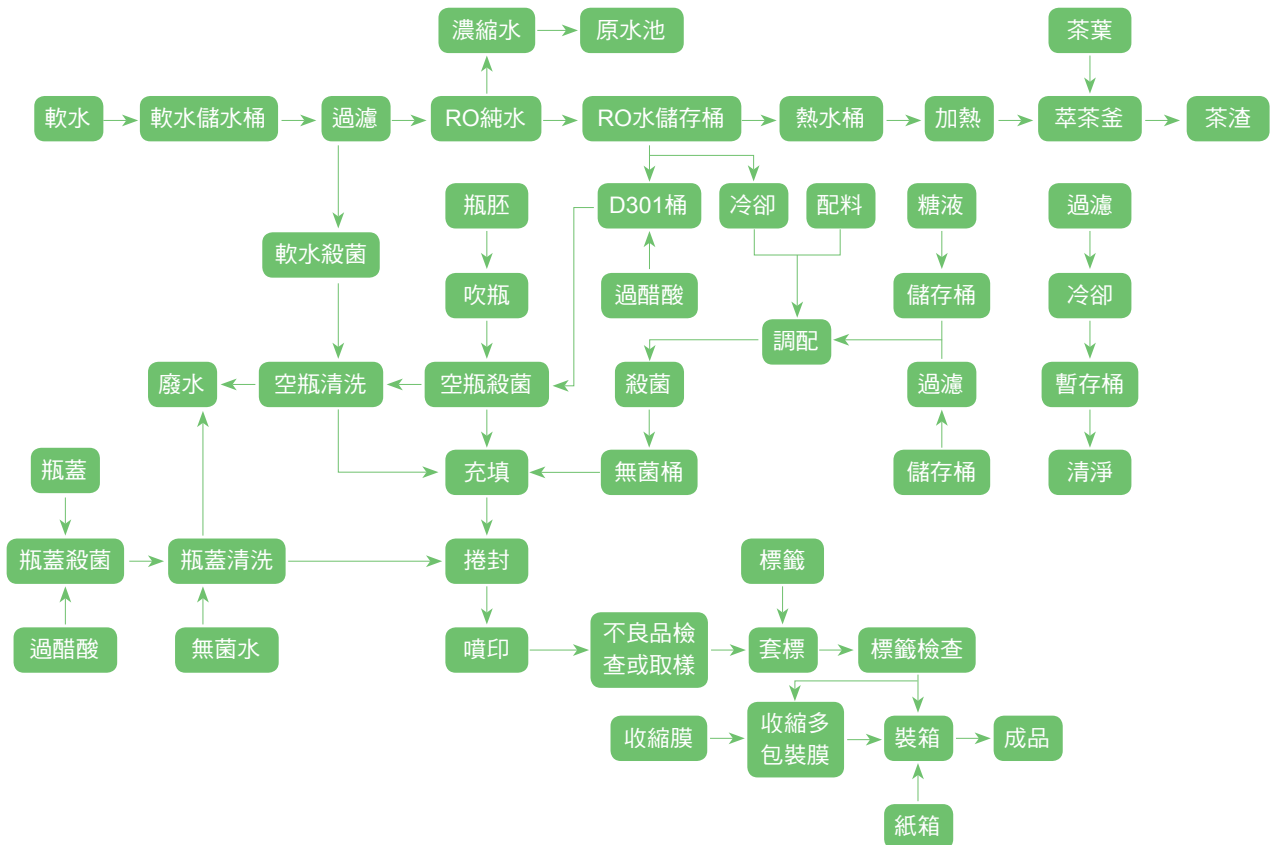 濃縮水
原水池
茶葉
軟水
軟水儲水桶
過濾
RO純水
RO水儲存桶
熱水桶
加熱
萃茶釜
茶渣
瓶胚
D301桶
冷卻
配料
糖液
過濾
軟水殺菌
吹瓶
過醋酸
儲存桶
冷卻
調配
廢水
空瓶清洗
空瓶殺菌
殺菌
過濾
暫存桶
瓶蓋
充填
無菌桶
儲存桶
清淨
瓶蓋殺菌
瓶蓋清洗
捲封
標籤
過醋酸
無菌水
噴印
不良品檢
查或取樣
套標
標籤檢查
收縮膜
收縮多
包裝膜
裝箱
成品
紙箱